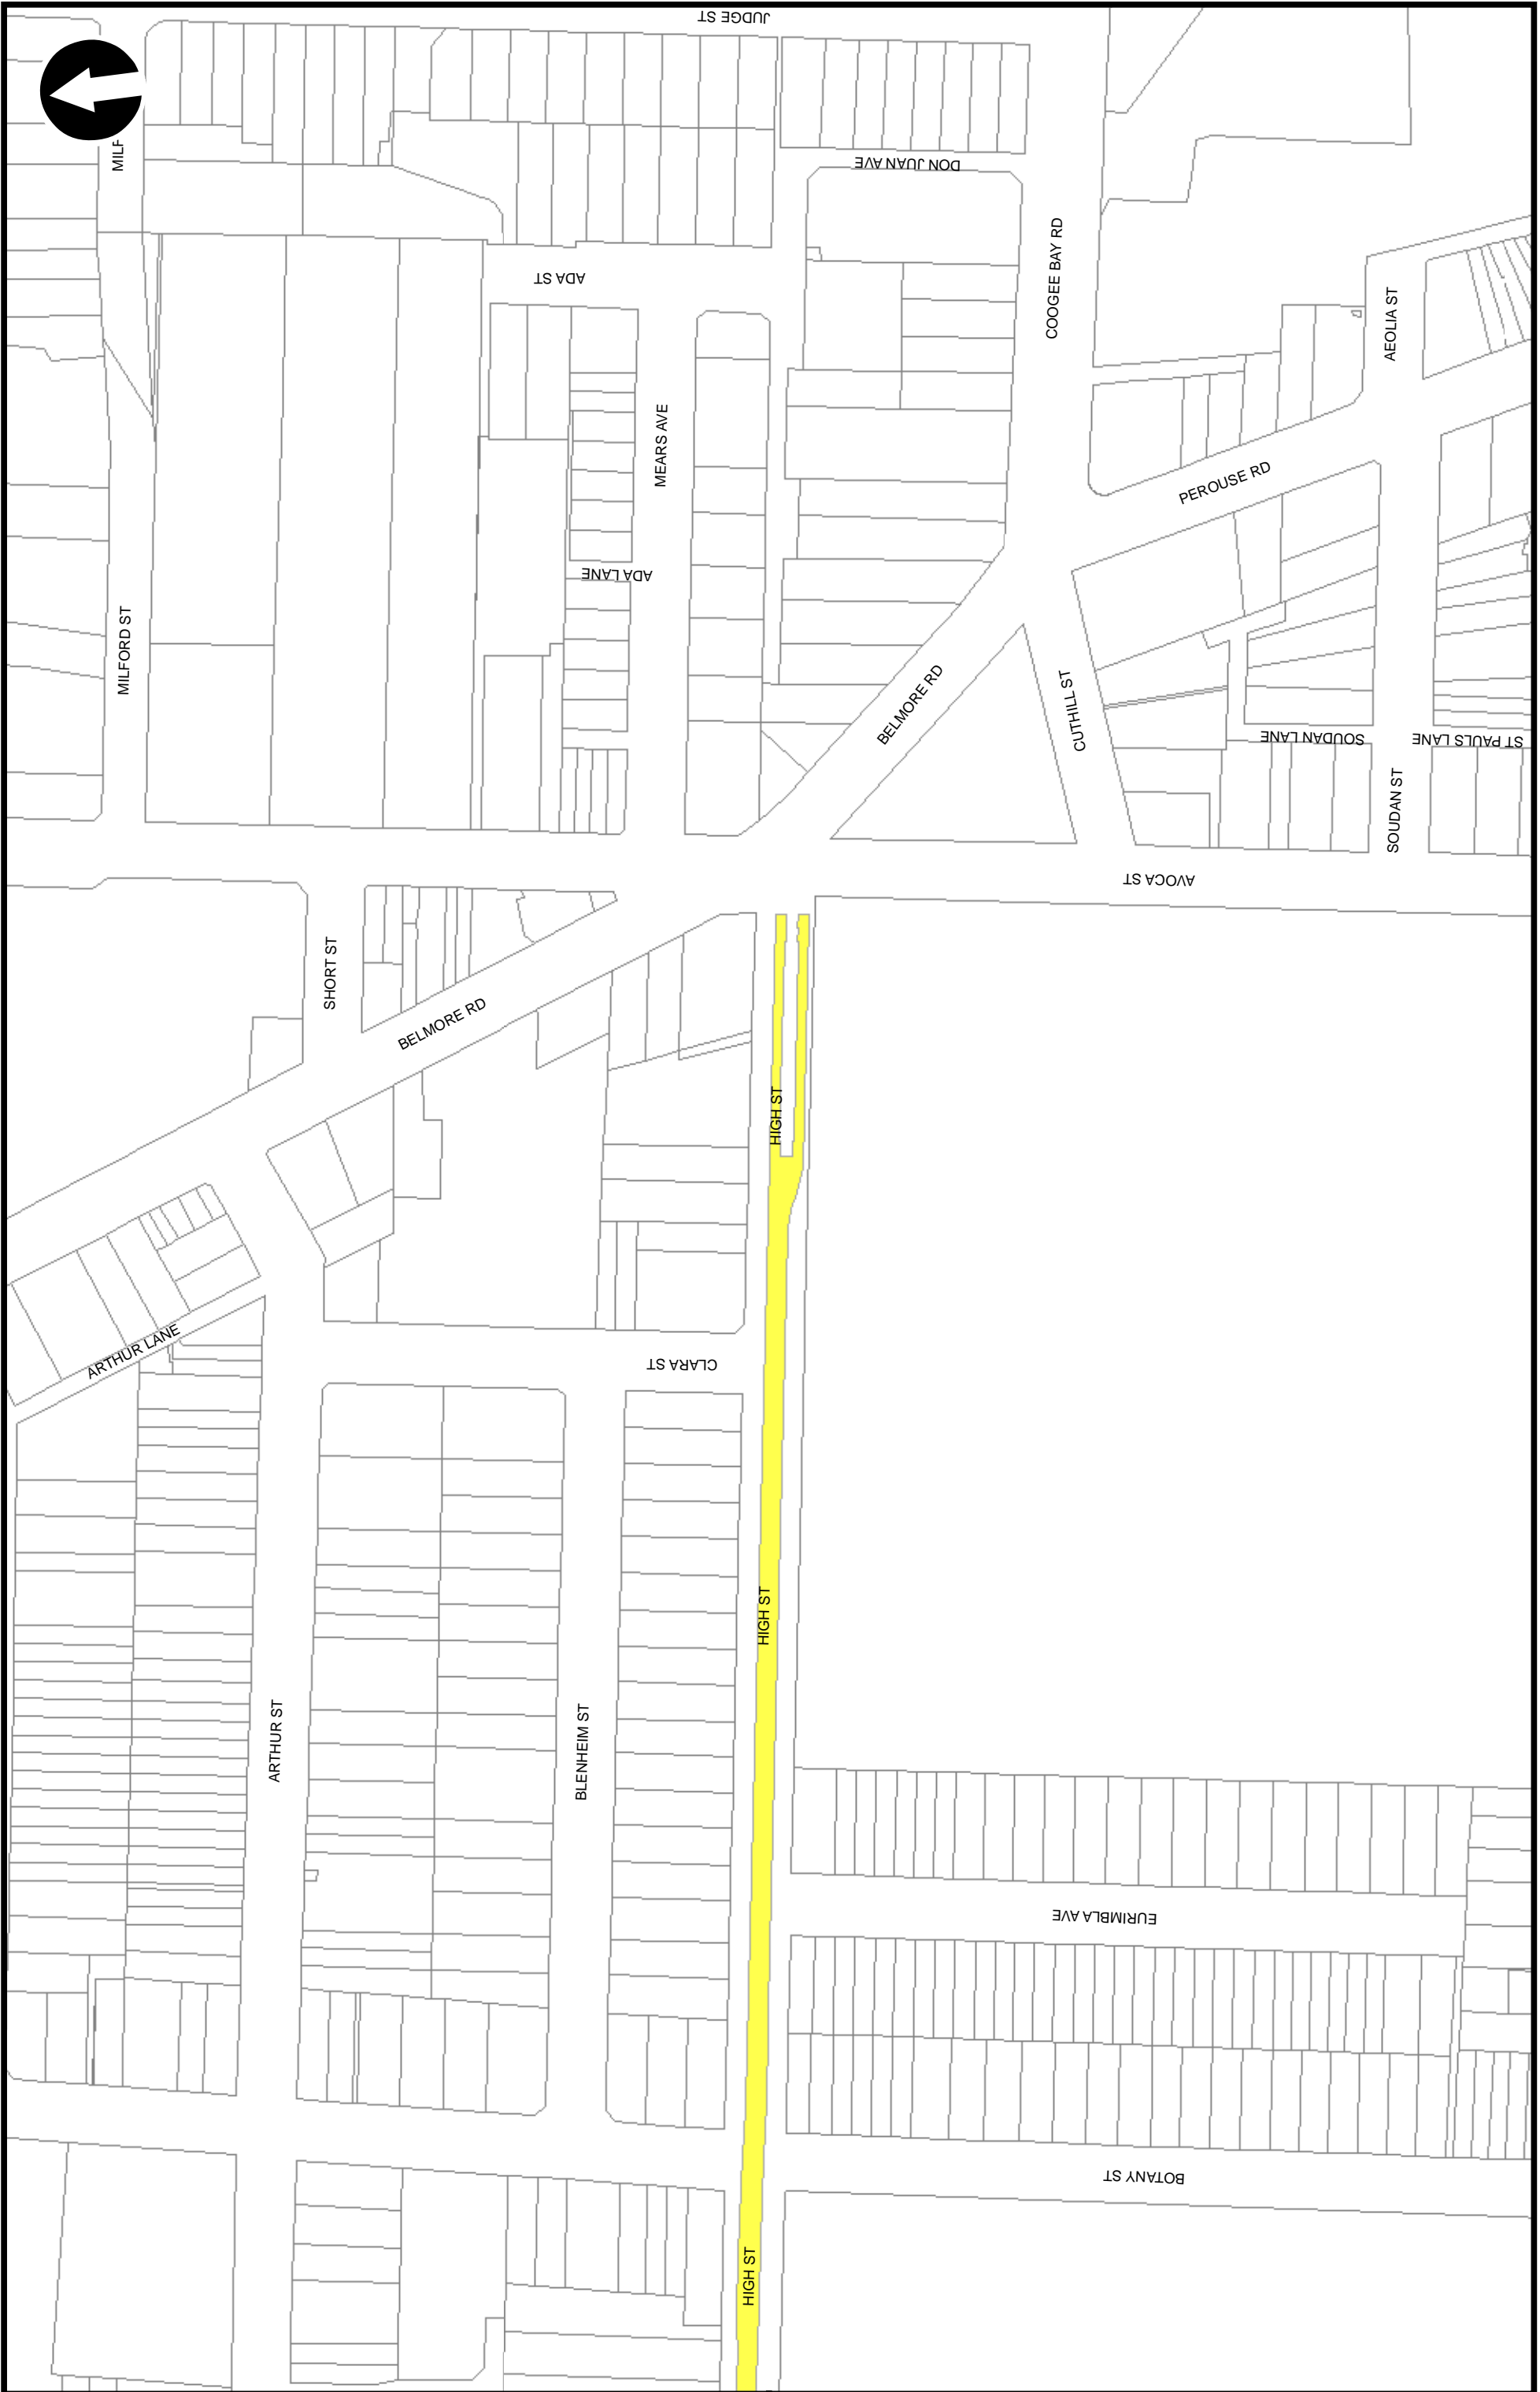 JUDGE ST
MILF
DON JUAN AVE
ADA ST
COOGEE BAY RD
AEOLIA ST
MEARS AVE
PEROUSE RD
ADA LANE
MILFORD ST
BELMORE RD
CUTHILL ST
SOUDAN LANE
ST PAULS LANE
SOUDAN ST
AVOCA ST
SHORT ST
BELMORE RD
HIGH ST
ARTHUR LANE
CLARA ST
HIGH ST
ARTHUR ST
BLENHEIM ST
EURIMBLA AVE
BOTANY ST
HIGH ST